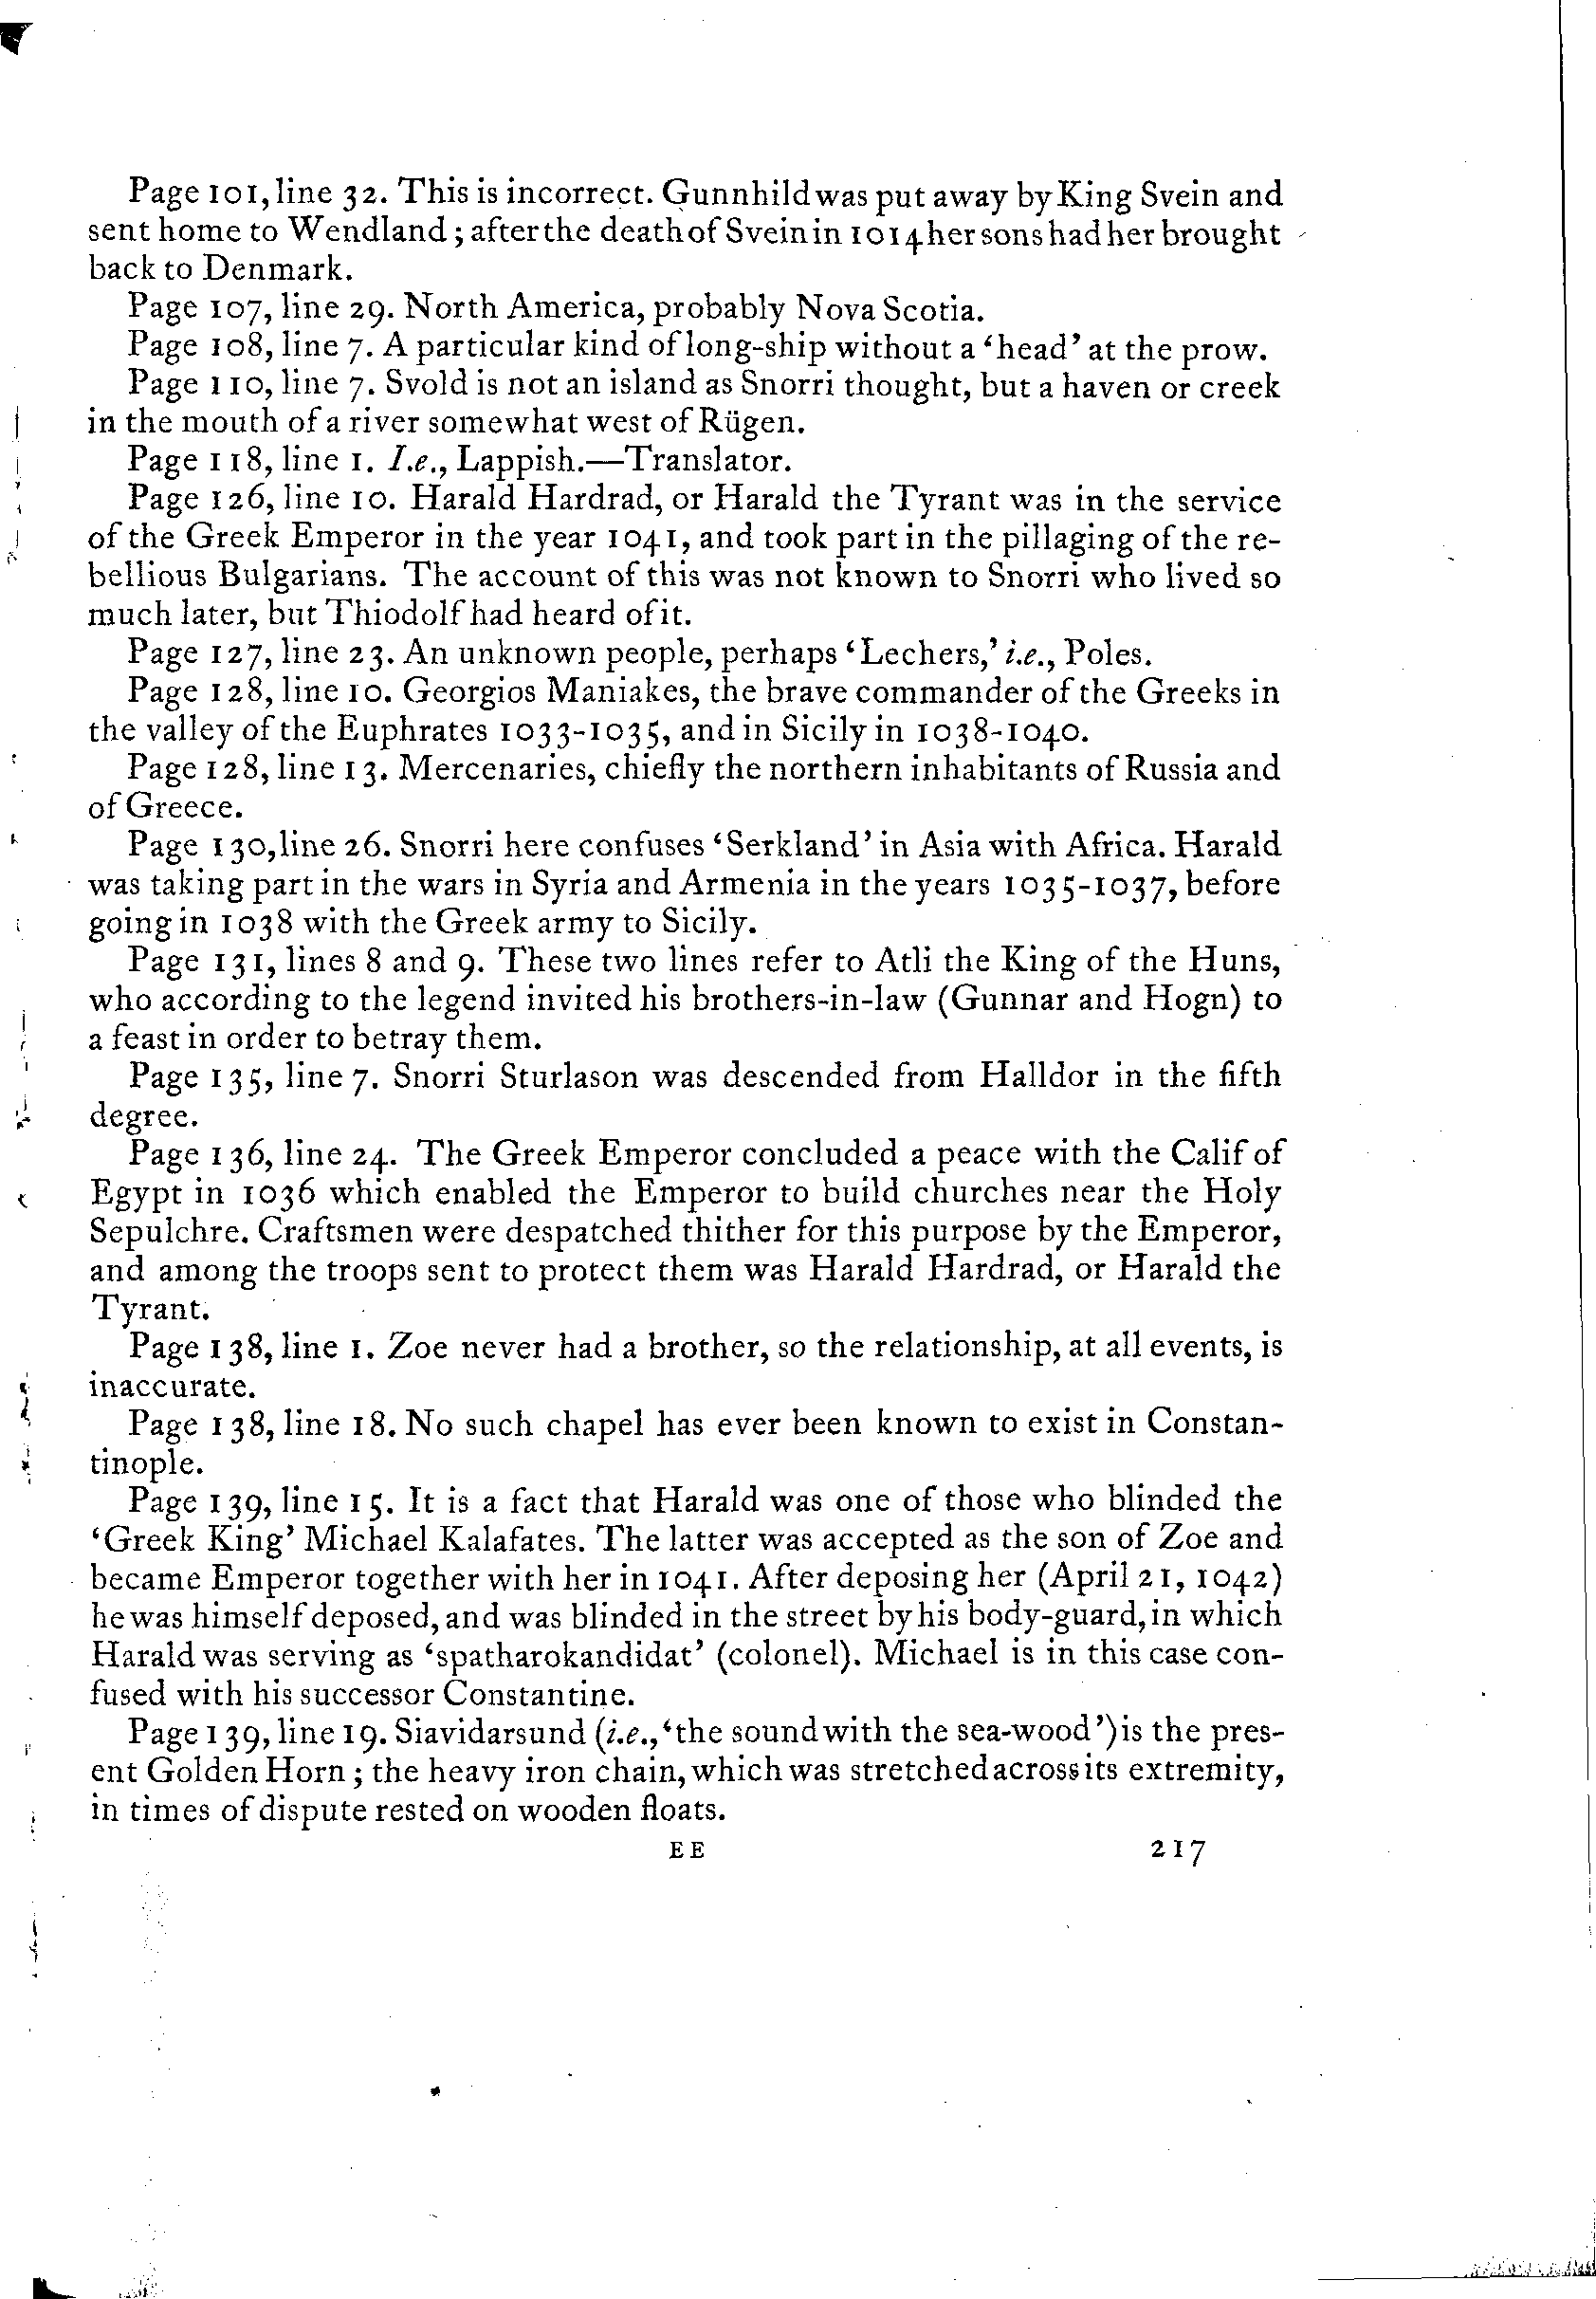 Page 101, line 32. This is incorrect. Gunnhild was put away by King Svein and
sent home to Wendland; after the death of Svein in 1014 her sons had her brought
back to Denmark.
Page 107, line 29. North America, probably Nova Scotia.
Page 108, line 7. A particular kind of long-ship without a ‘head’ at the prow.
Page 110, line 7. Svold is not an island as Snorri thought, but a haven or creek
in the mouth of a river somewhat west of Rügen.
Page 118, line 1. I.e., Lappish.—Translator.
Page 126, line 10. Harald Hardrad, or Harald the Tyrant was in the service
of the Greek Emperor in the year 1041, and took part in the pillaging of the re-
bellious Bulgarians. The account of this was not known to Snorri who lived so
much later, but Thiodolf had heard of it.
Page 127, line 23. An unknown people, perhaps ‘Lechers,’ i.e., Poles.
Page 128, line 10. Georgios Maniakes, the brave commander of the Greeks in
the valley of the Euphrates 1033-1035, and in Sicily in 1038-1040.
Page 128, line 13. Mercenaries, chiefly the northern inhabitants of Russia and
of Greece.
Page 130, line 26. Snorri here confuses ‘Serkland’ in Asia with Africa. Harald
was taking part in the wars in Syria and Armenia in the years 1035-1037, before
going in 1038 with the Greek army to Sicily.
Page 131, lines 8 and 9. These two lines refer to Atli the King of the Huns,
who according to the legend invited his brothers-in-law (Gunnar and Hogn) to
a feast in order to betray them.
Page 135, line 7. Snorri Sturlason was descended from Halldor in the fifth
degree.
Page 136, line 24. The Greek Emperor concluded a peace with the Calif of
Egypt in 1036 which enabled the Emperor to build churches near the Holy
Sepulchre. Craftsmen were despatched thither for this purpose by the Emperor,
and among the troops sent to protect them was Harald Hardrad, or Harald the
Tyrant.
Page 138, line 1. Zoe never had a brother, so the relationship, at all events, is
inaccurate.
Page 138, line 18. No such chapel has ever been known to exist in Constan-
tinople.
Page 139, line 15. It is a fact that Harald was one of those who blinded the
‘Greek King’ Michael Kalafates. The latter was accepted as the son of Zoe and
became Emperor together with her in 1041. After deposing her (April 21, 1042)
he was himself deposed, and was blinded in the street by his body-guard, in which
Harald was serving as ‘spatharokandidat’ (colonel). Michael is in this case con-
fused with his successor Constantine.
Page 139, line 19. Siavidarsund (i.e., ‘the sound with the sea-wood’) is the pres-
ent Golden Horn; the heavy iron chain, which was stretched across its extremity,
in times of dispute rested on wooden floats.
EE 217